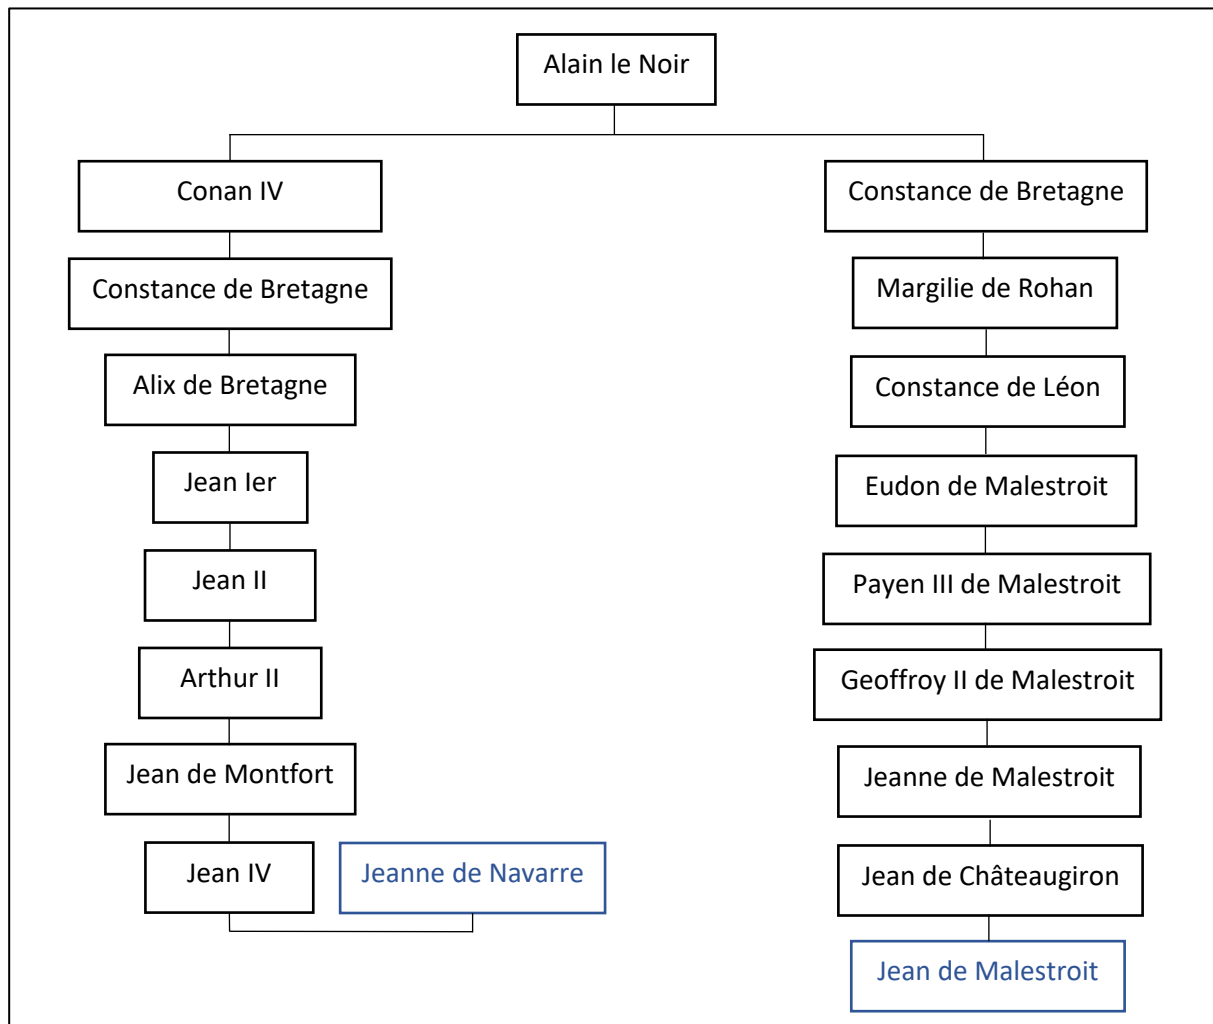 Alain le Noir
Conan IV
Constance de Bretagne
Constance de Bretagne
Margilie de Rohan
Alix de Bretagne
Constance de Léon
Jean Ier
Eudon de Malestroit
Jean II
Payen III de Malestroit
Arthur II
Geoffroy II de Malestroit
Jean de Montfort
Jeanne de Malestroit
Jean IV
Jeanne de Navarre
Jean de Châteaugiron
Jean de Malestroit